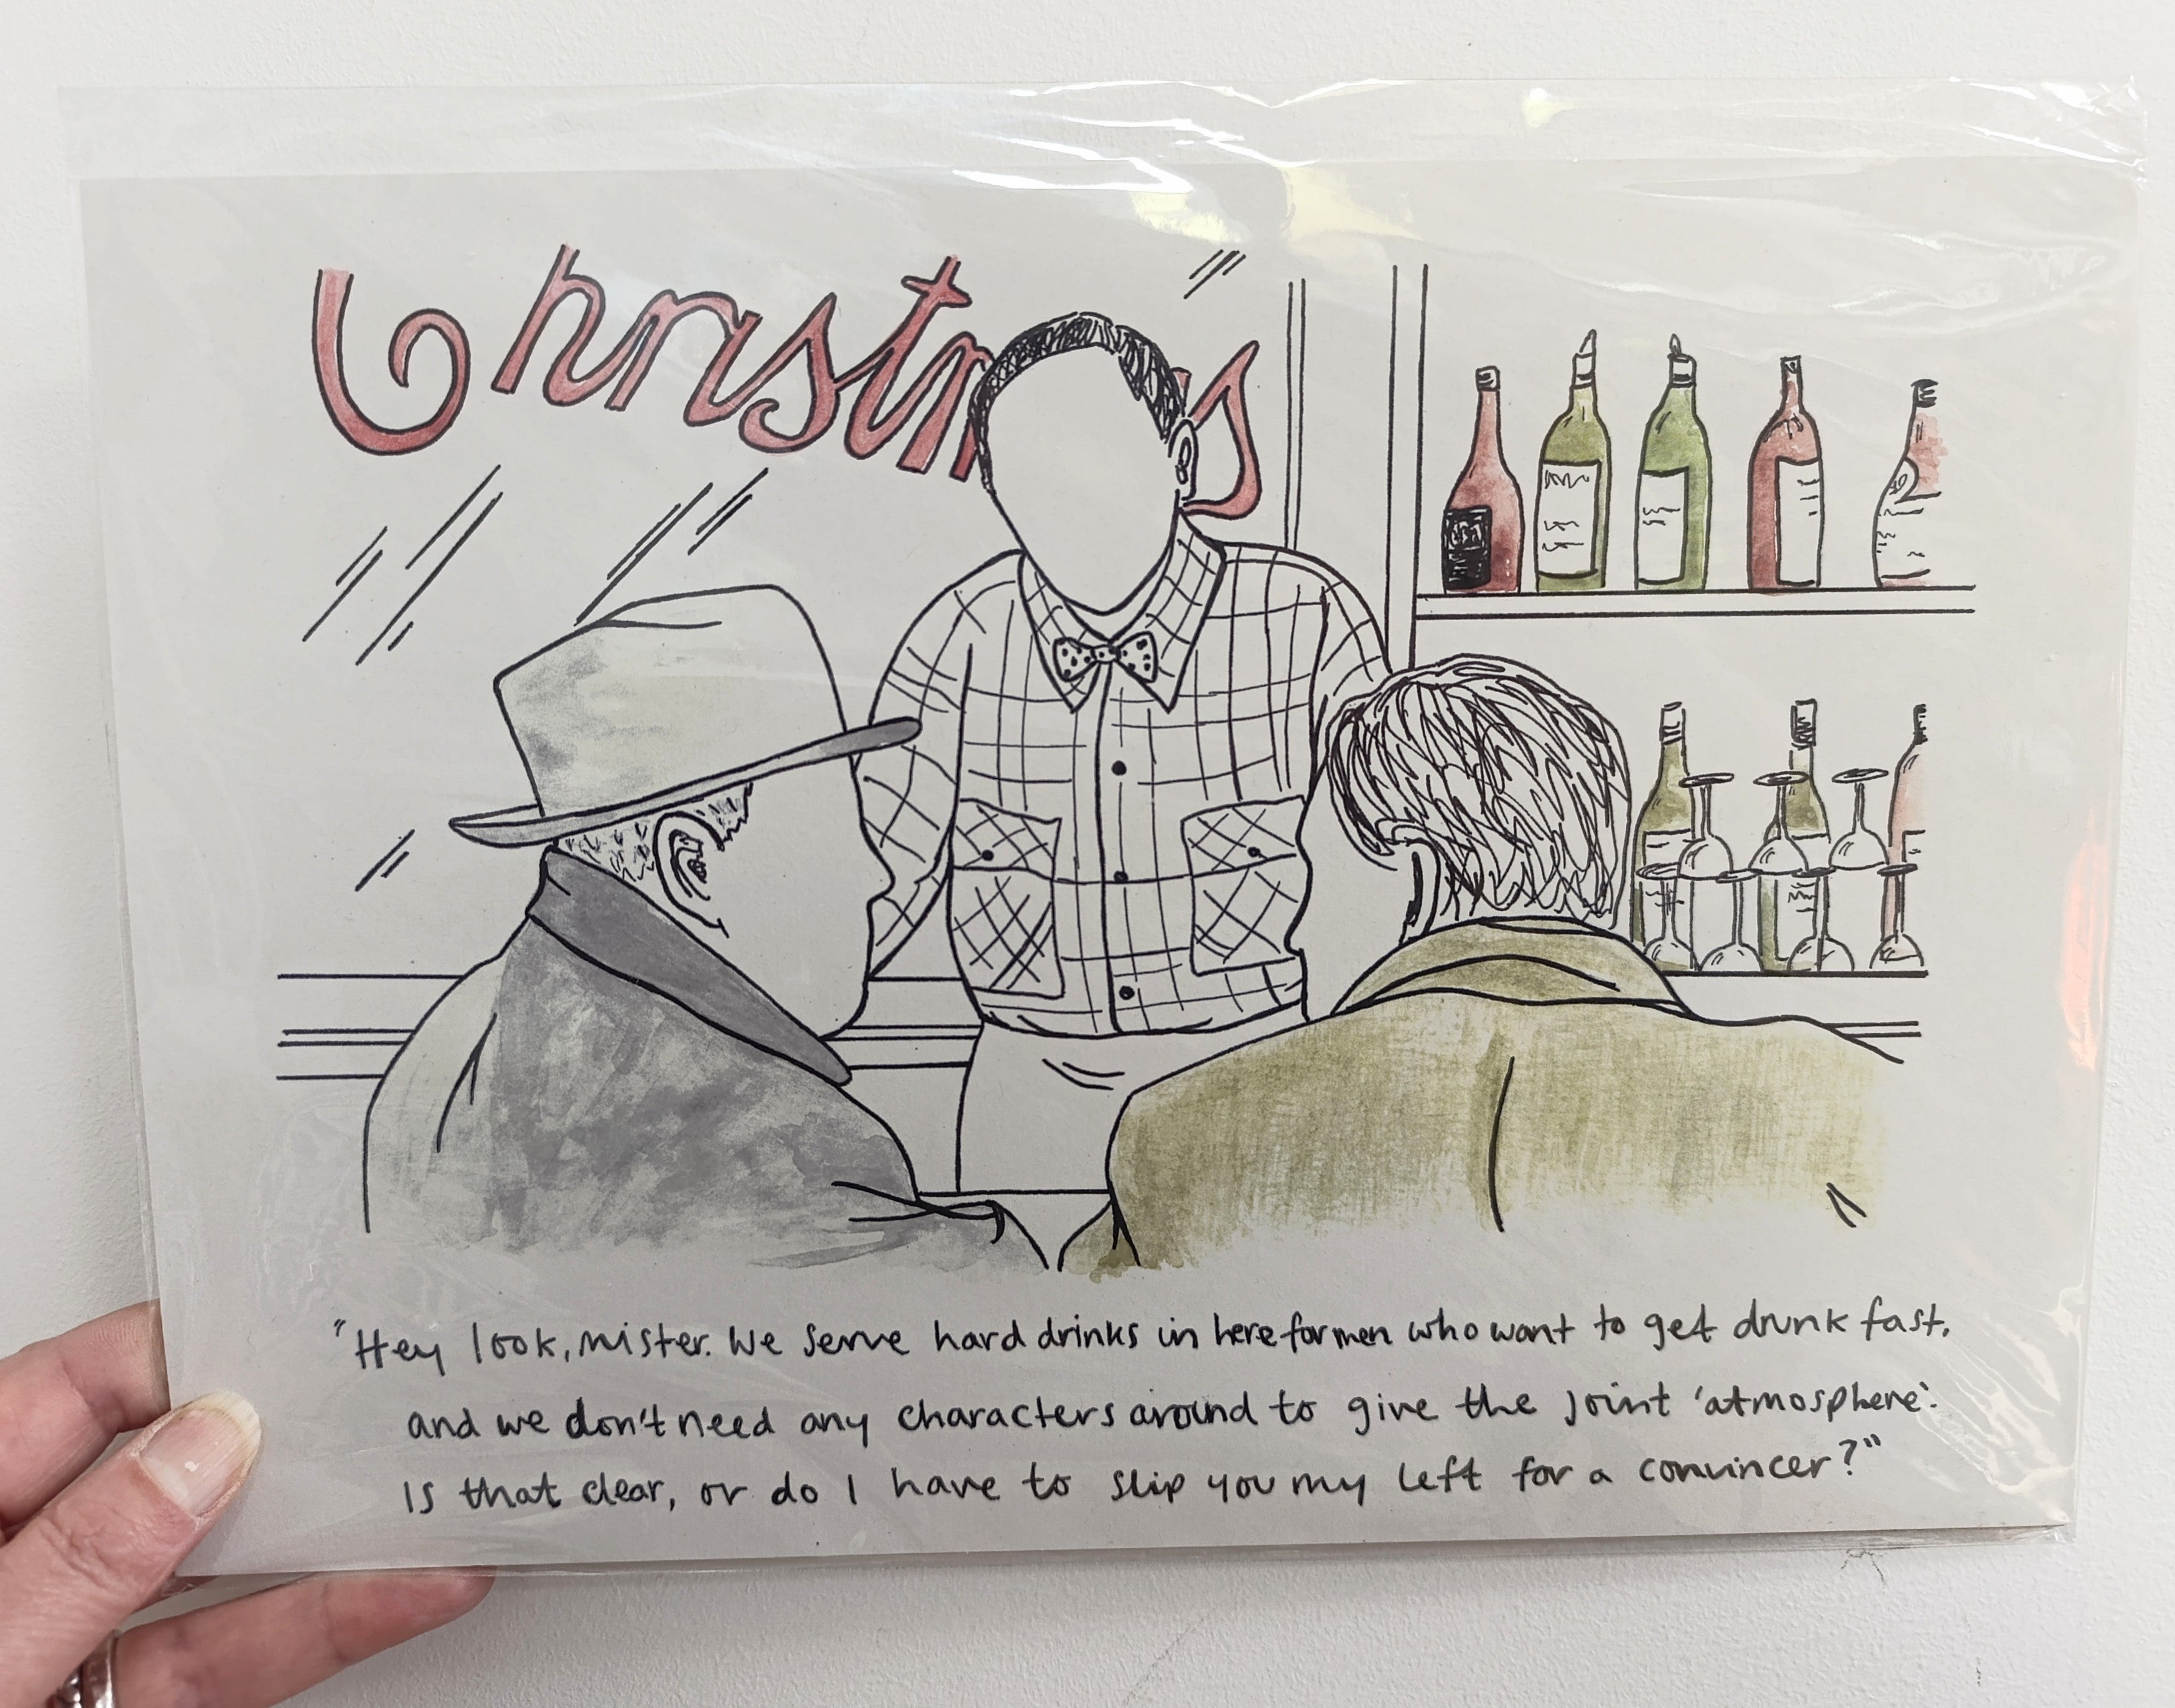 Christmas
"Hey look, mister. We serve hard drinks in here for men who want to get drunk fast,
and we don't need any characters around to give the joint 'atmosphere'.
Is that clear, or do I have to slip you my left for a convincer?"